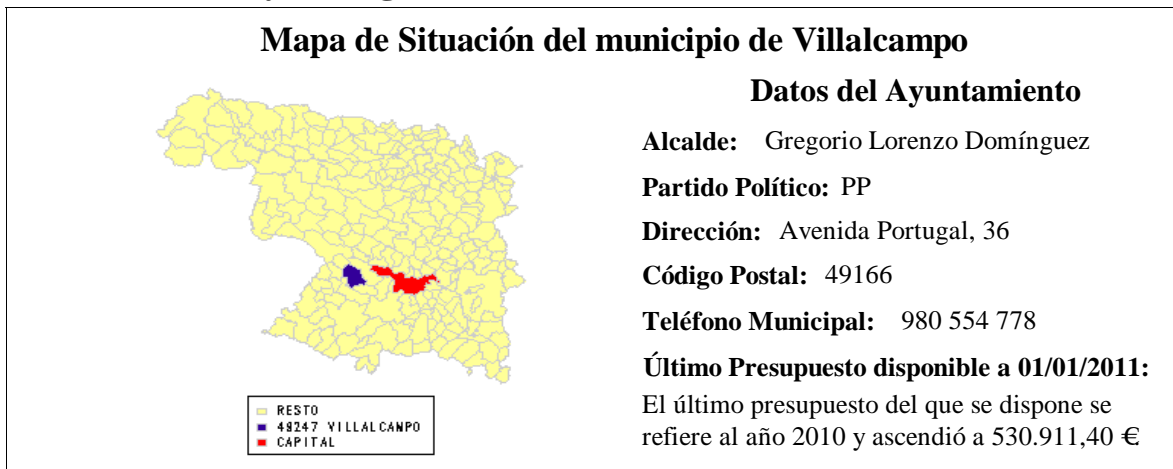 Mapa de Situación del municipio de Villalcampo
Datos del Ayuntamiento
Alcalde: Gregorio Lorenzo Domínguez
Partido Político: PP
Dirección: Avenida Portugal, 36
Código Postal: 49166
Teléfono Municipal: 980 554 778
Último Presupuesto disponible a 01/01/2011:
El último presupuesto del que se dispone se
refiere al año 2010 y ascendió a 530.911,40 €
RESTO
49247 VILLALCAMPO
CAPITAL